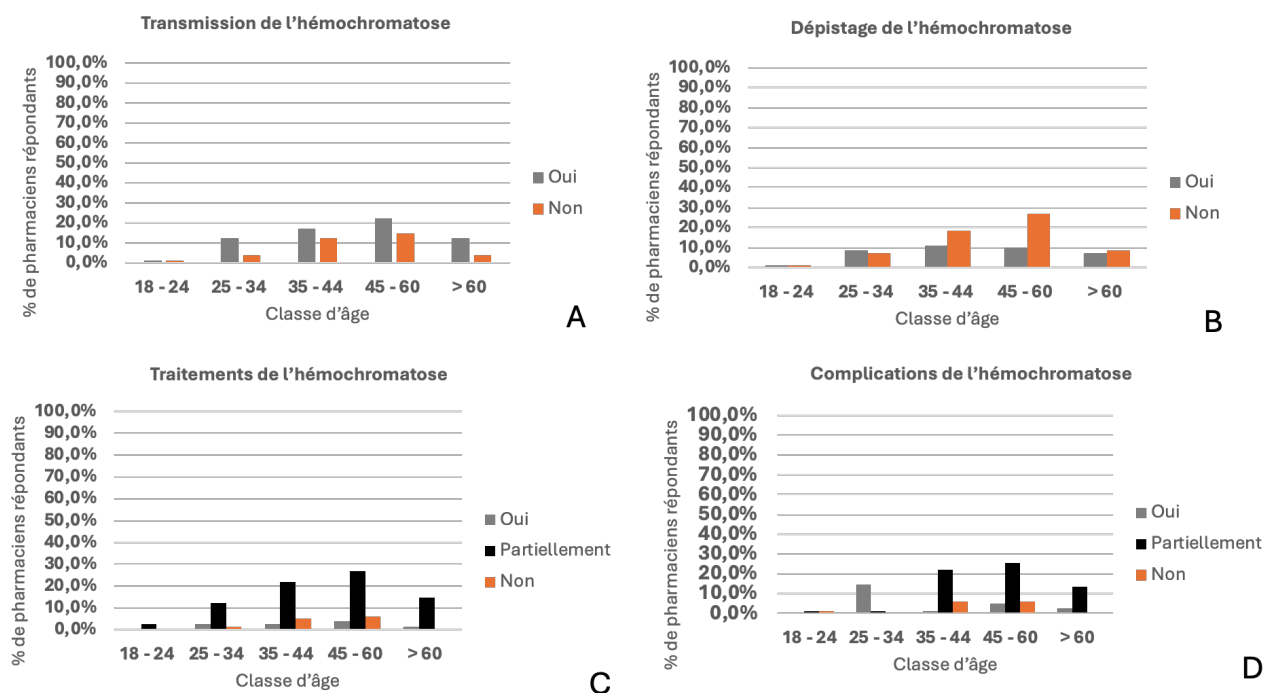 Transmission de l’hémochromatose
% de pharmaciens répondants
100,0%
90,0%
80,0%
70,0%
60,0%
50,0%
40,0%
30,0%
20,0%
10,0%
0,0%
18 - 24 25 - 34 35 - 44 45 - 60 > 60
Classe d’âge
Oui
Non
A
Dépistage de l’hémochromatose
% de pharmaciens répondants
100,0%
90,0%
80,0%
70,0%
60,0%
50,0%
40,0%
30,0%
20,0%
10,0%
0,0%
18 - 24 25 - 34 35 - 44 45 - 60 > 60
Classe d’âge
Oui
Non
B
Traitements de l’hémochromatose
% de pharmaciens répondants
100,0%
90,0%
80,0%
70,0%
60,0%
50,0%
40,0%
30,0%
20,0%
10,0%
0,0%
18 - 24 25 - 34 35 - 44 45 - 60 > 60
Classe d’âge
Oui
Partiellement
Non
C
Complications de l’hémochromatose
% de pharmaciens répondants
100,0%
90,0%
80,0%
70,0%
60,0%
50,0%
40,0%
30,0%
20,0%
10,0%
0,0%
18 - 24 25 - 34 35 - 44 45 - 60 > 60
Classe d’âge
Oui
Partiellement
Non
D